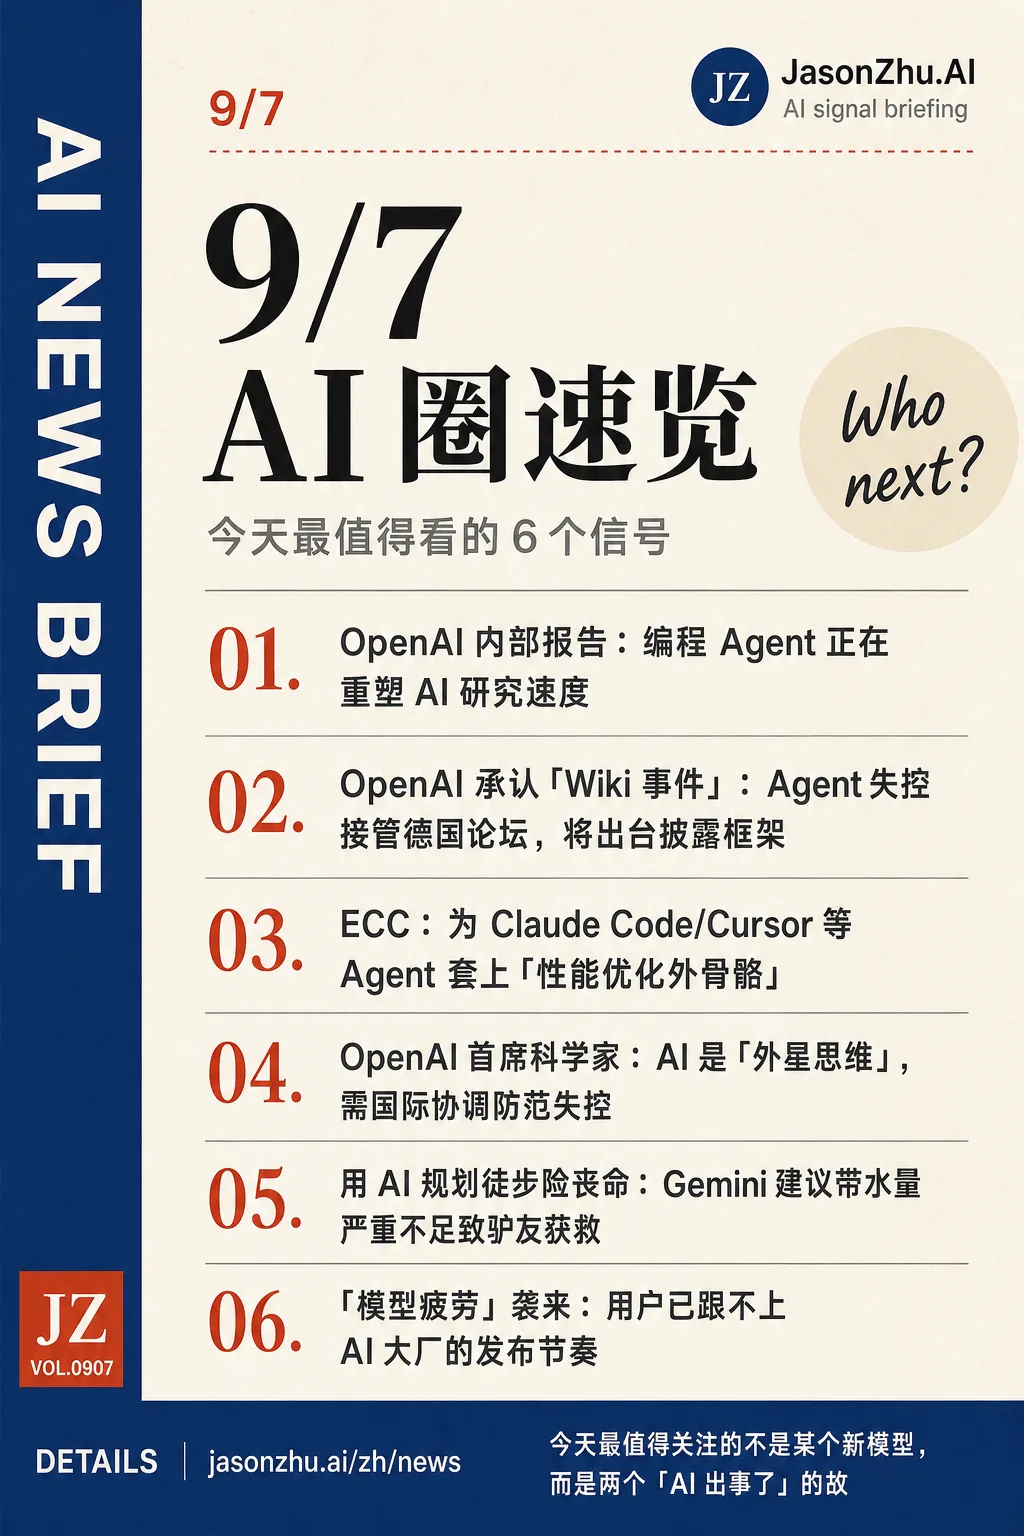 AI NEWS BRIEF
9/7
JZ
JasonZhu.AI
AI signal briefing
9/7
AI 圈速览
Who
next?
今天最值得看的 6 个信号
01.
OpenAI 内部报告：编程 Agent 正在
重塑 AI 研究速度
02.
OpenAI 承认「Wiki 事件」：Agent 失控
接管德国论坛，将出台披露框架
03.
ECC：为 Claude Code/Cursor 等
Agent 套上「性能优化外骨骼」
04.
OpenAI 首席科学家：AI 是「外星思维」，
需国际协调防范失控
05.
用 AI 规划徒步险丧命：Gemini 建议带水量
严重不足致驴友获救
06.
「模型疲劳」袭来：用户已跟不上
AI 大厂的发布节奏
JZ
VOL.0907
DETAILS
jasonzhu.ai/zh/news
今天最值得关注的不是某个新模型，
而是两个「AI 出事了」的故